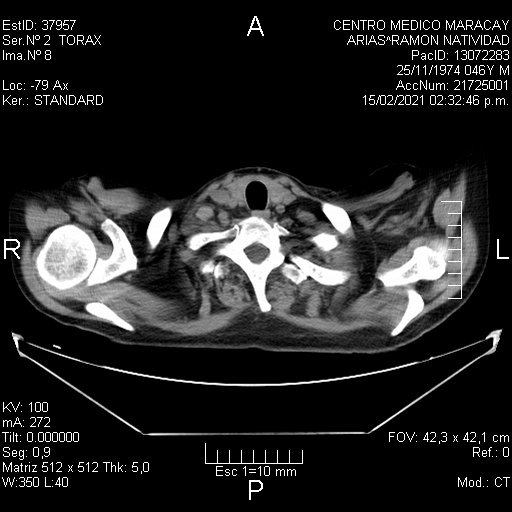 EstID: 37957
Ser.Nº 2 TORAX
Ima.Nº 8
Loc: -79 Ax
Ker.: STANDARD
A
CENTRO MEDICO MARACAY
ARIAS^RAMON NATIVIDAD
PacID: 13072283
25/11/1974 046Y M
AccNum: 21725001
15/02/2021 02:32:46 p.m.
R
L
KV: 100
mA: 272
Tilt: 0.000000
Seg: 0,9
Matriz 512 x 512 Thk: 5,0
W:350 L:40
Esc 1=10 mm
P
FOV: 42,3 x 42,1 cm
Ref.: 0
Mod.: CT